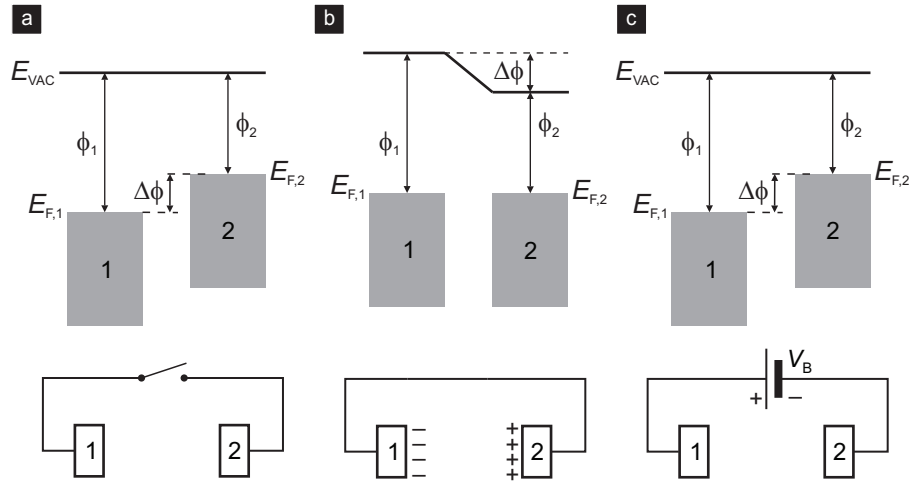 a
E_VAC
ϕ₁
ϕ₂
Δϕ
E_F,1
E_F,2
1
2
1
2
b
Δϕ
ϕ₁
ϕ₂
E_F,1
E_F,2
1
2
1
− − − −
+ + + +
2
c
E_VAC
ϕ₁
ϕ₂
Δϕ
E_F,1
E_F,2
1
2
V_B
+ −
1
2